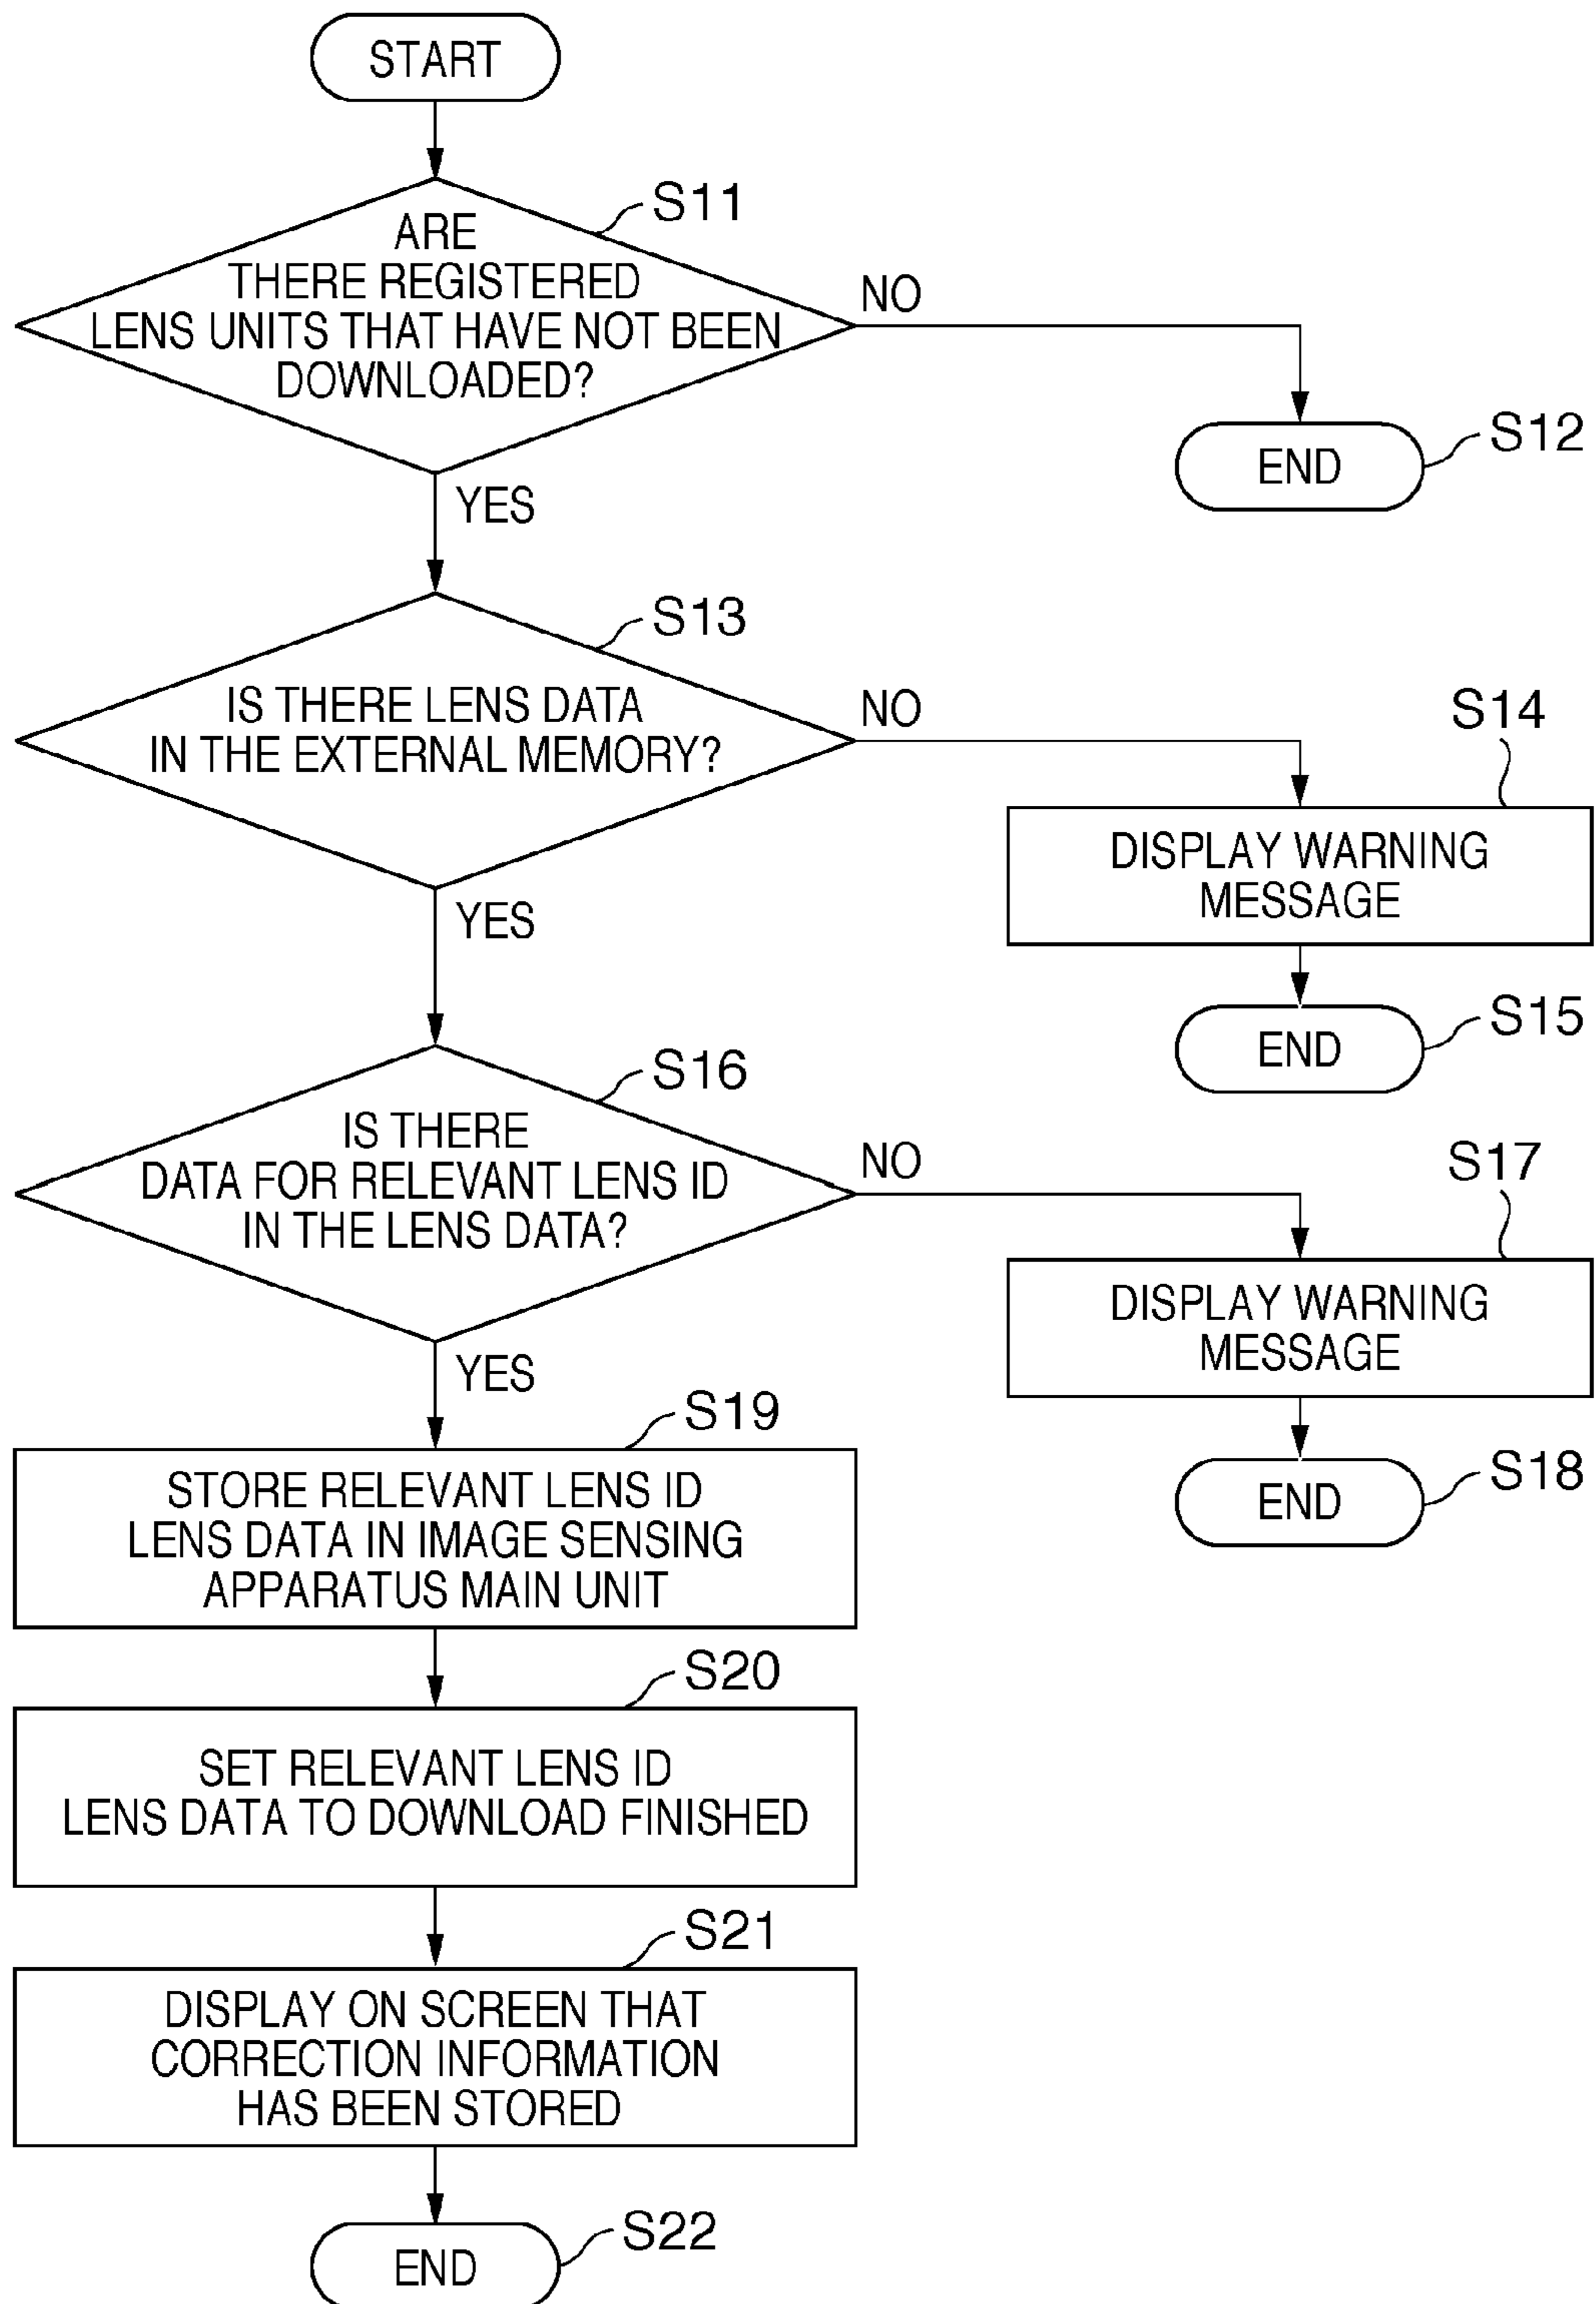 START
S11
ARE
THERE REGISTERED
LENS UNITS THAT HAVE NOT BEEN
DOWNLOADED?
NO
S12
END
YES
S13
IS THERE LENS DATA
IN THE EXTERNAL MEMORY?
NO
S14
DISPLAY WARNING
MESSAGE
YES
S15
END
S16
IS THERE
DATA FOR RELEVANT LENS ID
IN THE LENS DATA?
NO
S17
DISPLAY WARNING
MESSAGE
YES
S18
END
S19
STORE RELEVANT LENS ID
LENS DATA IN IMAGE SENSING
APPARATUS MAIN UNIT
S20
SET RELEVANT LENS ID
LENS DATA TO DOWNLOAD FINISHED
S21
DISPLAY ON SCREEN THAT
CORRECTION INFORMATION
HAS BEEN STORED
S22
END